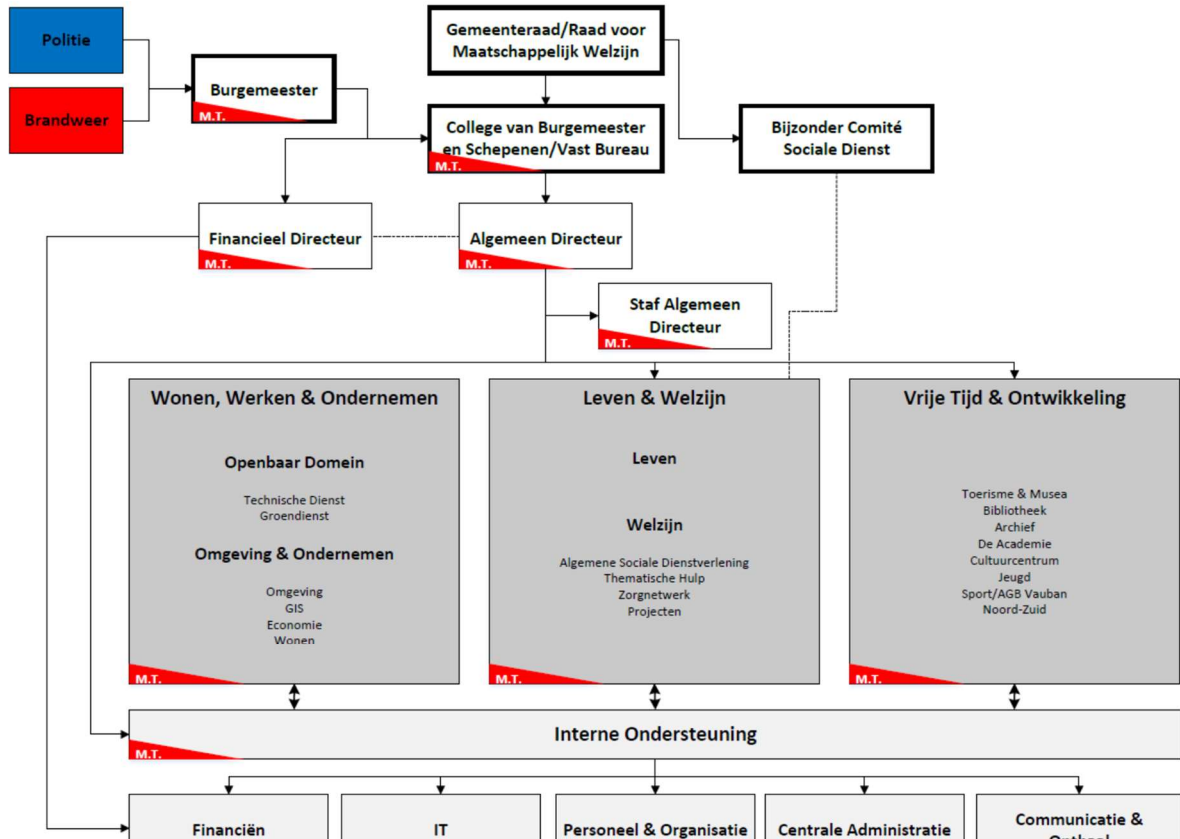 Politie
Brandweer
Burgemeester
M.T.
Gemeenteraad/Raad voor
Maatschappelijk Welzijn
College van Burgemeester
en Schepenen/Vast Bureau
M.T.
Bijzonder Comité
Sociale Dienst
Financieel Directeur
M.T.
Algemeen Directeur
M.T.
Staf Algemeen
Directeur
M.T.
Wonen, Werken & Ondernemen
Openbaar Domein
Technische Dienst
Groendienst
Omgeving & Ondernemen
Omgeving
GIS
Economie
Wonen
M.T.
Leven & Welzijn
Leven
Welzijn
Algemene Sociale Dienstverlening
Thematische Hulp
Zorgnetwerk
Projecten
M.T.
Vrije Tijd & Ontwikkeling
Toerisme & Musea
Bibliotheek
Archief
De Academie
Cultuurcentrum
Jeugd
Sport/AGB Vauban
Noord-Zuid
M.T.
Interne Ondersteuning
M.T.
Financiën
IT
Personeel & Organisatie
Centrale Administratie
Communicatie &